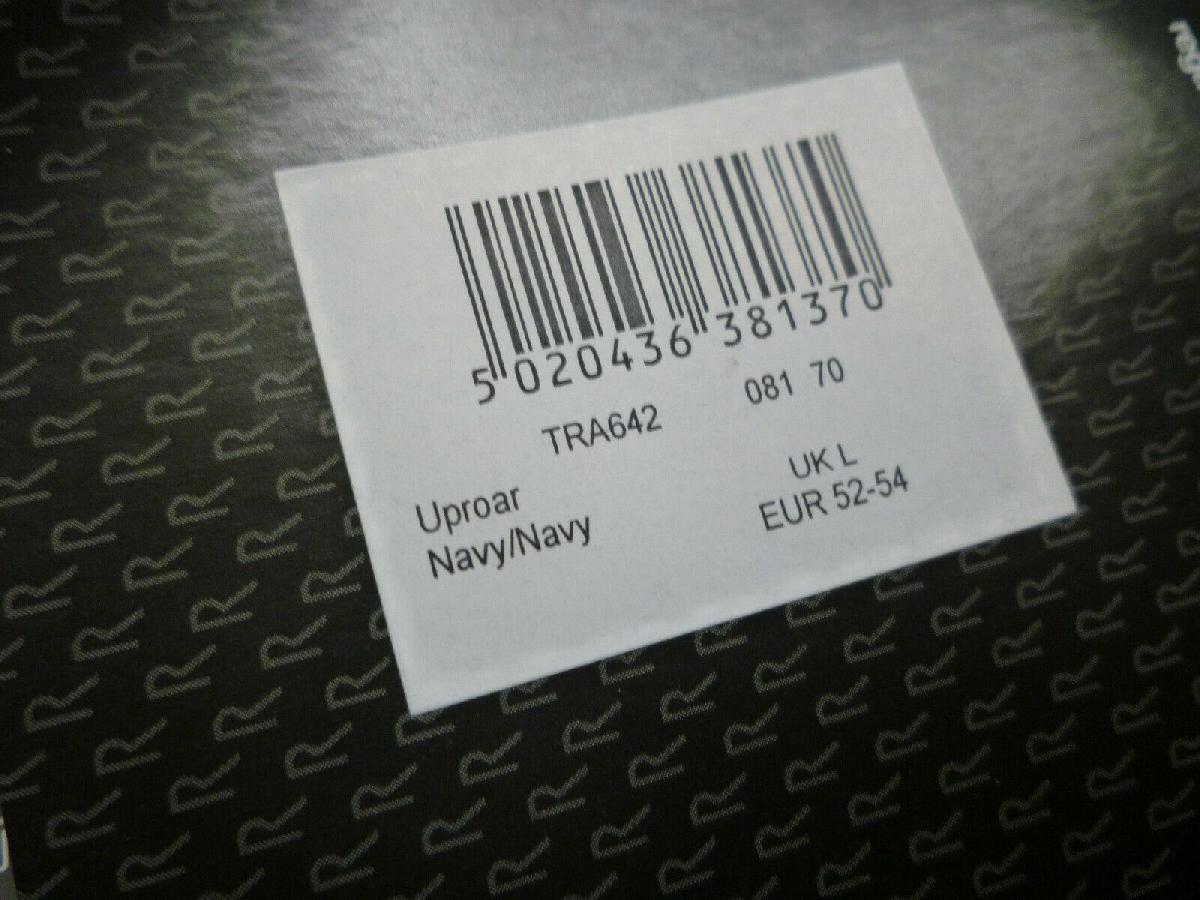 5 020436 381370
TRA642 081 70
Uproar UK L
Navy/Navy EUR 52-54